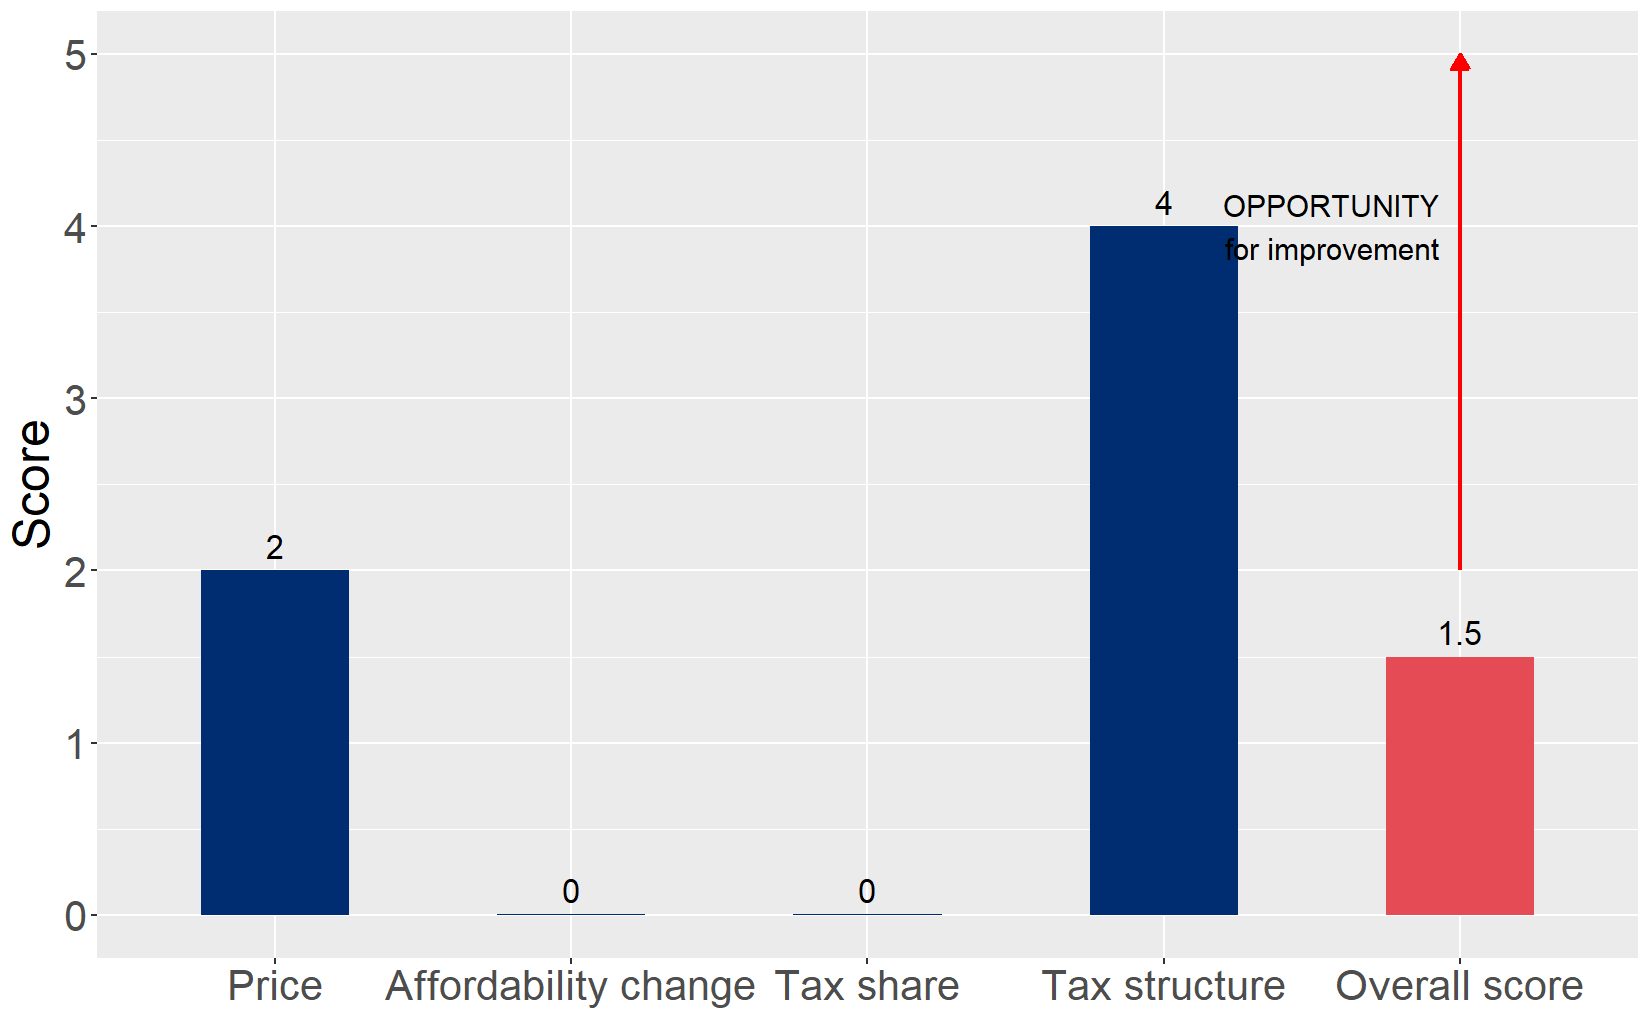 5
4
3
2
1
0
Score
2
0
0
4
OPPORTUNITY
for improvement
1.5
Price
Affordability change
Tax share
Tax structure
Overall score